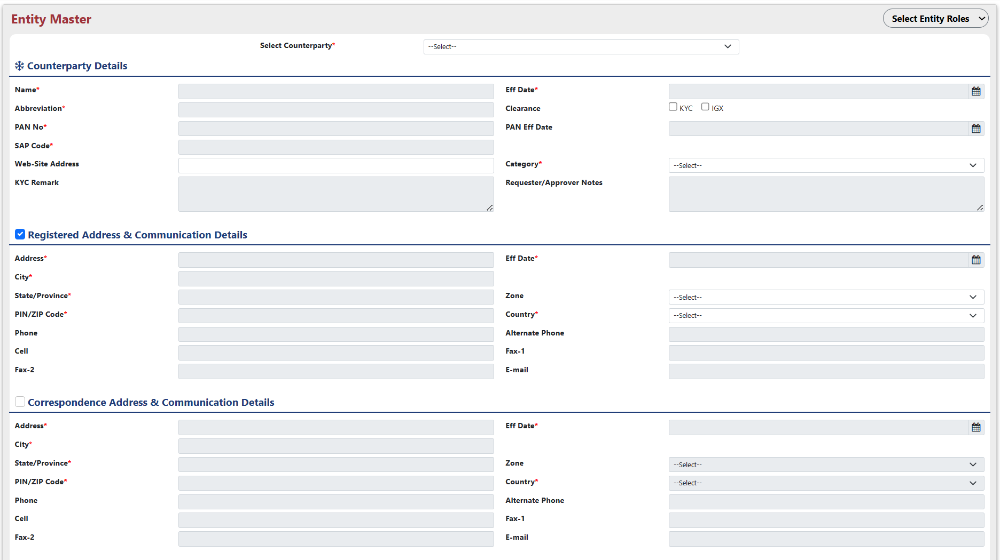 Entity Master
Select Entity Roles
Select Counterparty* --Select--
Counterparty Details
Name* Eff Date*
Abbreviation* Clearance KYC IGX
PAN No* PAN Eff Date
SAP Code*
Web-Site Address Category* --Select--
KYC Remark Requester/Approver Notes
Registered Address & Communication Details
Address* Eff Date*
City*
State/Province* Zone --Select--
PIN/ZIP Code* Country* --Select--
Phone Alternate Phone
Cell Fax-1
Fax-2 E-mail
Correspondence Address & Communication Details
Address* Eff Date*
City*
State/Province* Zone --Select--
PIN/ZIP Code* Country* --Select--
Phone Alternate Phone
Cell Fax-1
Fax-2 E-mail